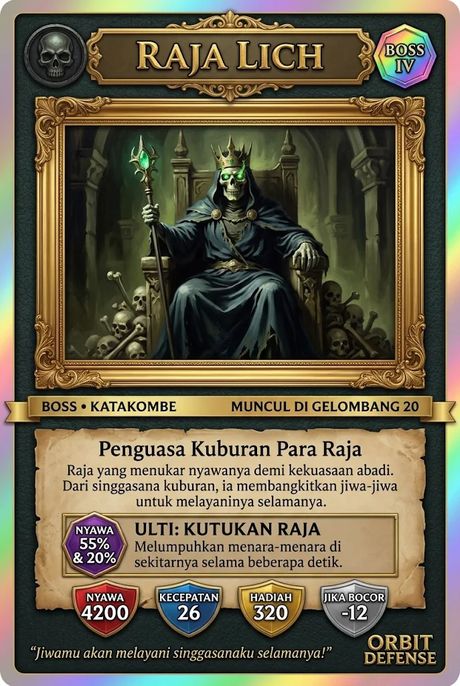 RAJA LICH
BOSS
IV
BOSS • KATAKOMBE
MUNCUL DI GELOMBANG 20
Penguasa Kuburan Para Raja
Raja yang menukar nyawanya demi kekuasaan abadi.
Dari singgasana kuburan, ia membangkitkan jiwa-jiwa
untuk melayaninya selamanya.
NYAWA
55%
& 20%
ULTI: KUTUKAN RAJA
Melumpuhkan menara-menara di
sekitarnya selama beberapa detik.
NYAWA
4200
KECEPATAN
26
HADIAH
320
JIKA BOCOR
-12
"Jiwamu akan melayani singgasanaku selamanya!"
ORBIT
DEFENSE